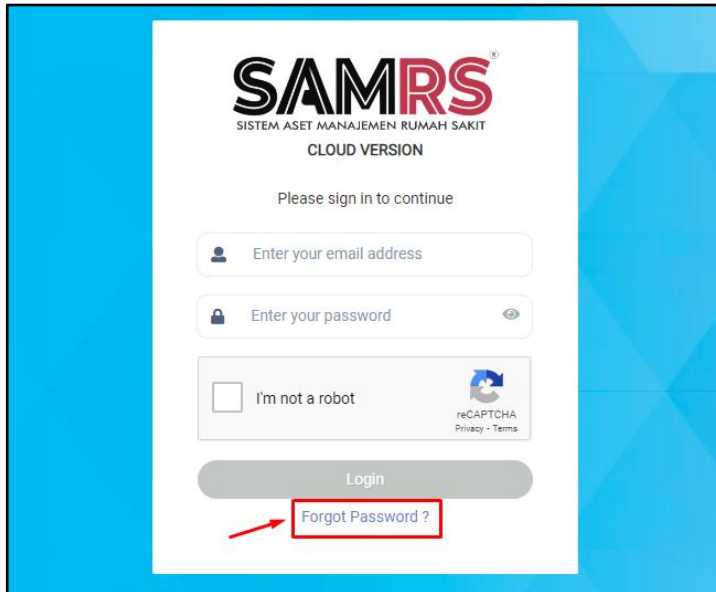 SAMRS®
SISTEM ASET MANAJEMEN RUMAH SAKIT
CLOUD VERSION
Please sign in to continue
Enter your email address
Enter your password
I'm not a robot
reCAPTCHA
Privacy - Terms
Login
Forgot Password ?